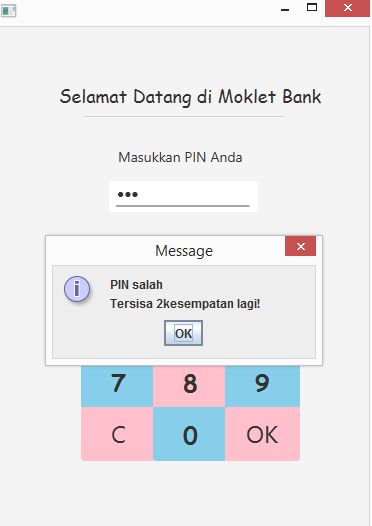 Selamat Datang di Moklet Bank
Masukkan PIN Anda
•••
Message
PIN salah
Tersisa 2kesempatan lagi!
OK
7 8 9
C 0 OK